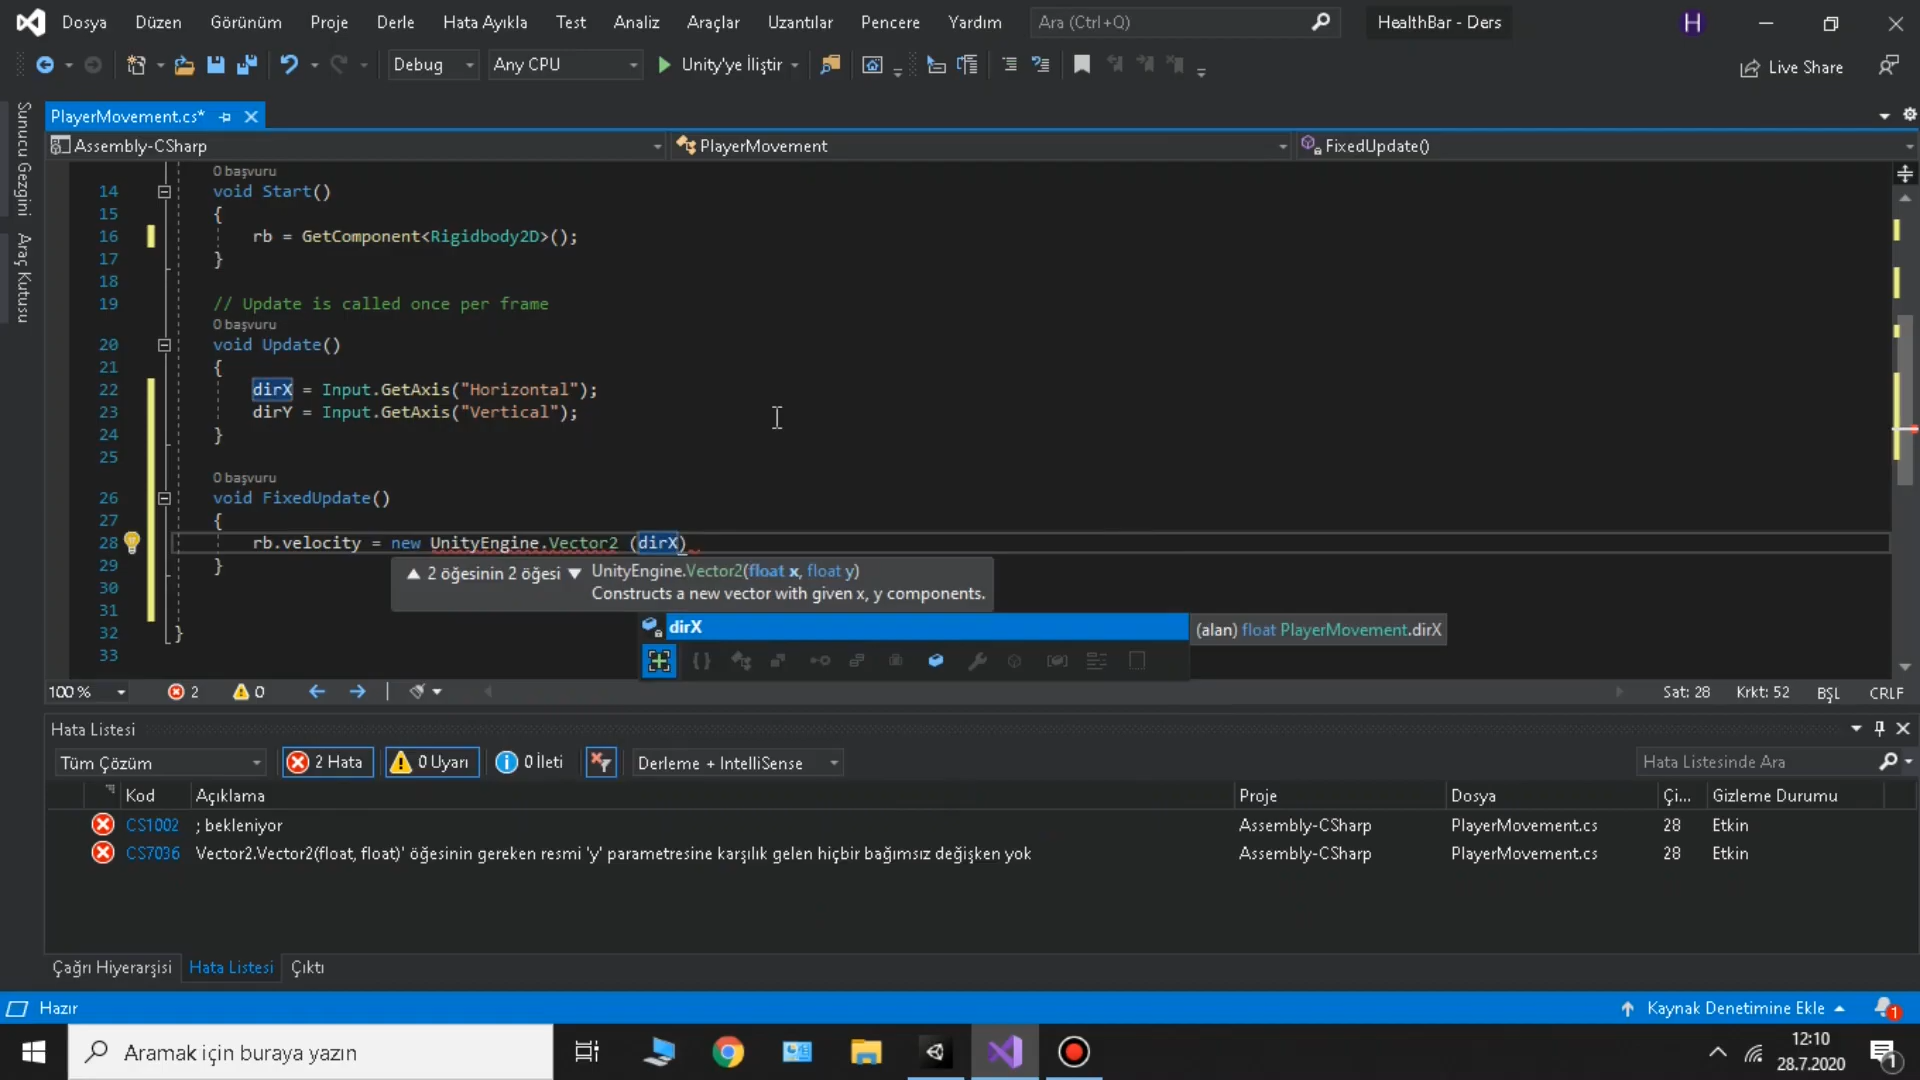 Dosya Düzen Görünüm Proje Derle Hata Ayıkla Test Analiz Araçlar Uzantılar Pencere Yardım Ara (Ctrl+Q) HealthBar - Ders H
Debug Any CPU Unity'ye İliştir Live Share
Sunucu Gezgini
Araç Kutusu
PlayerMovement.cs*
Assembly-CSharp PlayerMovement FixedUpdate()
0 başvuru
14 void Start()
15 {
16 rb = GetComponent<Rigidbody2D>();
17 }
18
19 // Update is called once per frame
0 başvuru
20 void Update()
21 {
22 dirX = Input.GetAxis("Horizontal");
23 dirY = Input.GetAxis("Vertical");
24 }
25
0 başvuru
26 void FixedUpdate()
27 {
28 rb.velocity = new UnityEngine.Vector2 (dirX)
29 }
▲ 2 öğesinin 2 öğesi ▼ UnityEngine.Vector2(float x, float y)
Constructs a new vector with given x, y components.
30
31
32 }
33
dirX (alan) float PlayerMovement.dirX
100 % 2 0 Sat: 28 Krkt: 52 BŞL CRLF
Hata Listesi
Tüm Çözüm 2 Hata 0 Uyarı 0 İleti Derleme + IntelliSense Hata Listesinde Ara
Kod Açıklama Proje Dosya Çi... Gizleme Durumu
CS1002 ; bekleniyor Assembly-CSharp PlayerMovement.cs 28 Etkin
CS7036 Vector2.Vector2(float, float)' öğesinin gereken resmi 'y' parametresine karşılık gelen hiçbir bağımsız değişken yok Assembly-CSharp PlayerMovement.cs 28 Etkin
Çağrı Hiyerarşisi Hata Listesi Çıktı
Hazır Kaynak Denetimine Ekle 1
Aramak için buraya yazın 12:10
28.7.2020 1